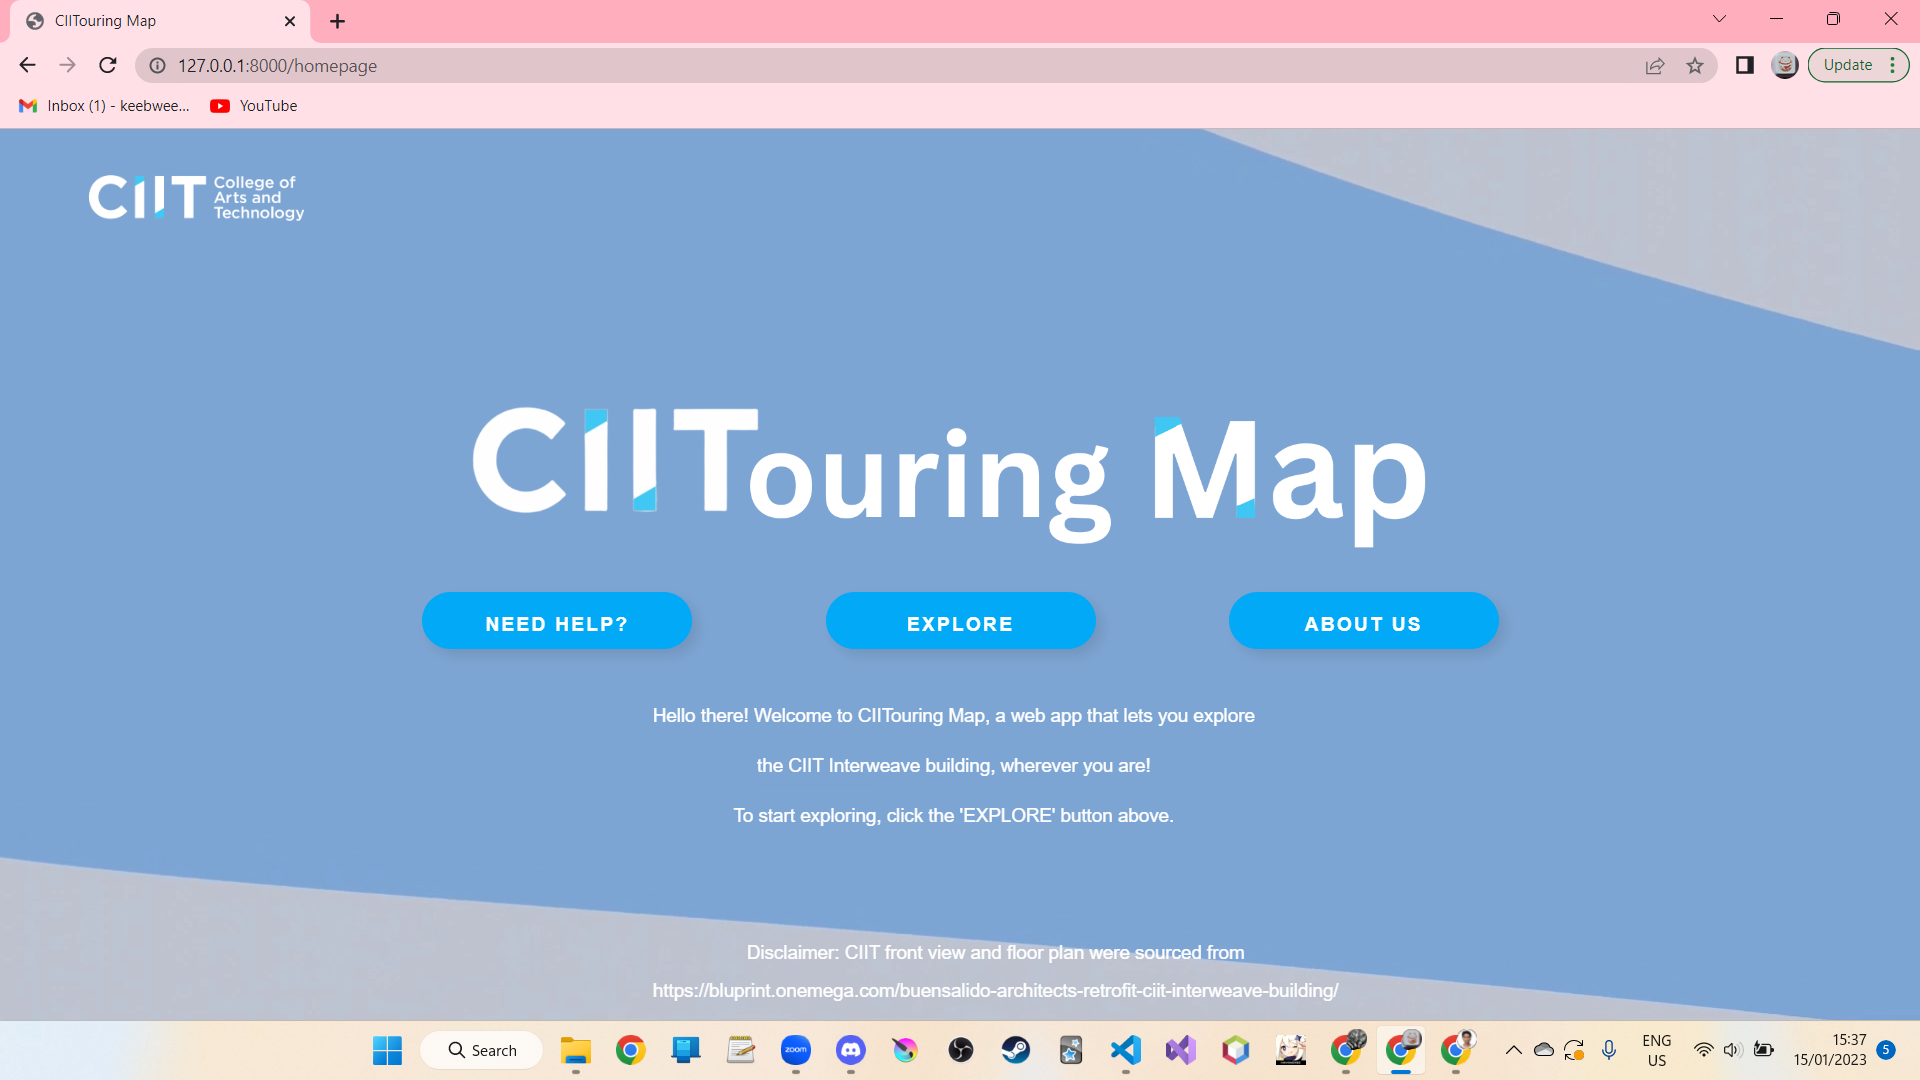 CIITouring Map
127.0.0.1:8000/homepage
Update
Inbox (1) - keebwee...
YouTube
CIIT College of
Arts and
Technology
CIITouring Map
NEED HELP?
EXPLORE
ABOUT US
Hello there! Welcome to CIITouring Map, a web app that lets you explore
the CIIT Interweave building, wherever you are!
To start exploring, click the 'EXPLORE' button above.
Disclaimer: CIIT front view and floor plan were sourced from
https://bluprint.onemega.com/buensalido-architects-retrofit-ciit-interweave-building/
Search
zoom
ENG
US
15:37
15/01/2023
5